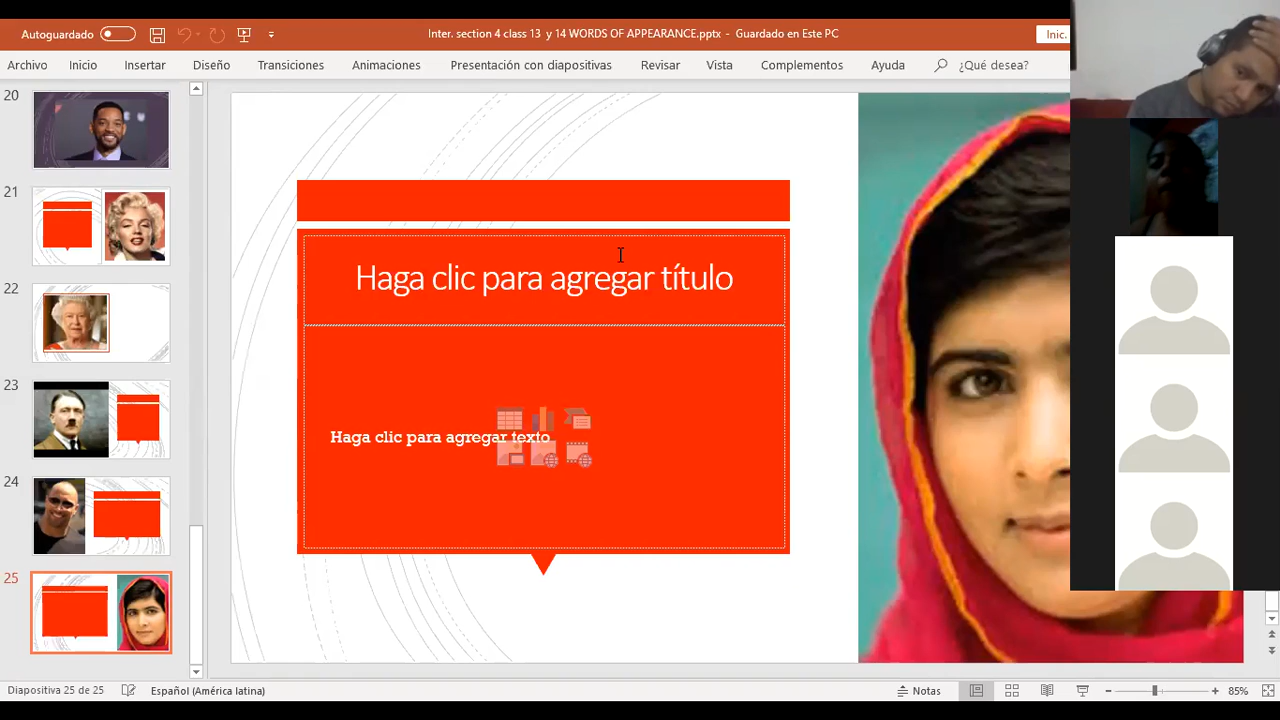 Autoguardado
Inter. section 4 class 13 y 14 WORDS OF APPEARANCE.pptx - Guardado en Este PC
Inic.
Archivo Inicio Insertar Diseño Transiciones Animaciones Presentación con diapositivas Revisar Vista Complementos Ayuda ¿Qué desea?
20
21
22
23
24
25
Haga clic para agregar título
Haga clic para agregar texto
Diapositiva 25 de 25 Español (América latina) Notas 85%